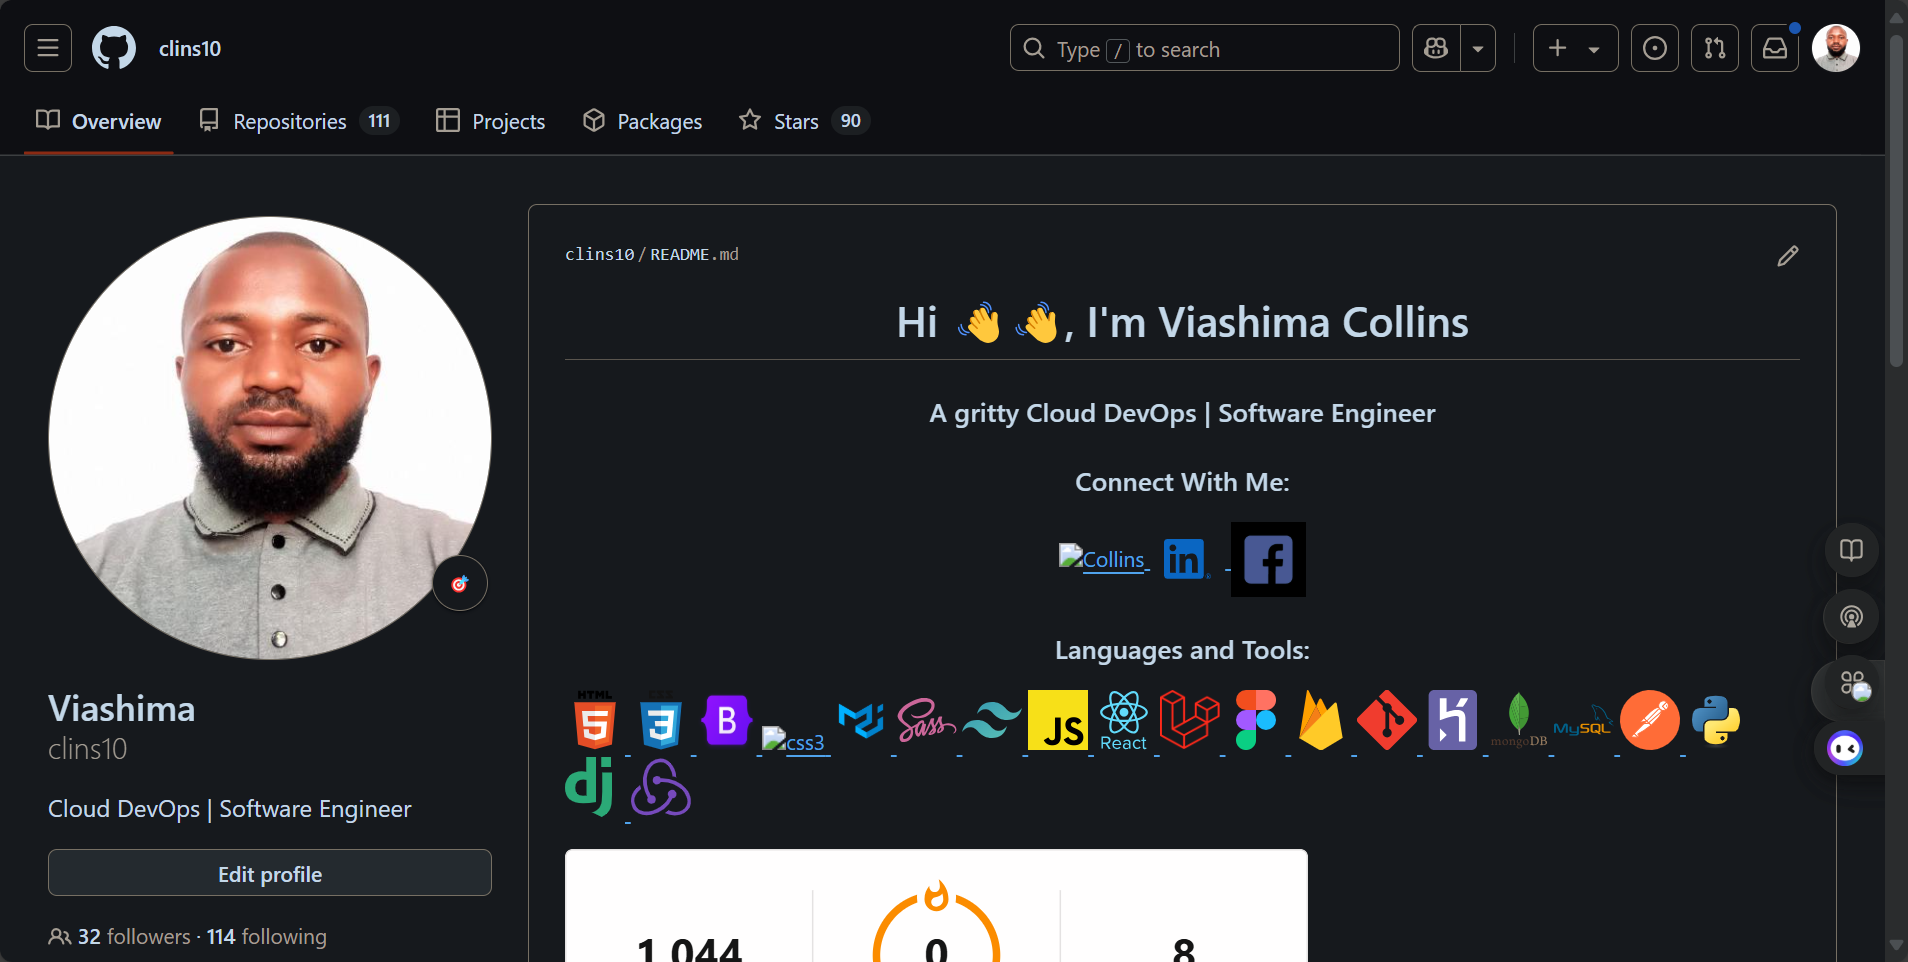 clins10
Type / to search
Overview
Repositories 111
Projects
Packages
Stars 90
clins10/README.md
Hi 👋 👋, I'm Viashima Collins
A gritty Cloud DevOps | Software Engineer
Connect With Me:
Collins
in
Languages and Tools:
HTML
5
CSS
3
B
css3
Sass
JS
React
mongoDB
MySQL
dj
Viashima
clins10
Cloud DevOps | Software Engineer
Edit profile
32 followers · 114 following
1,044
0
8